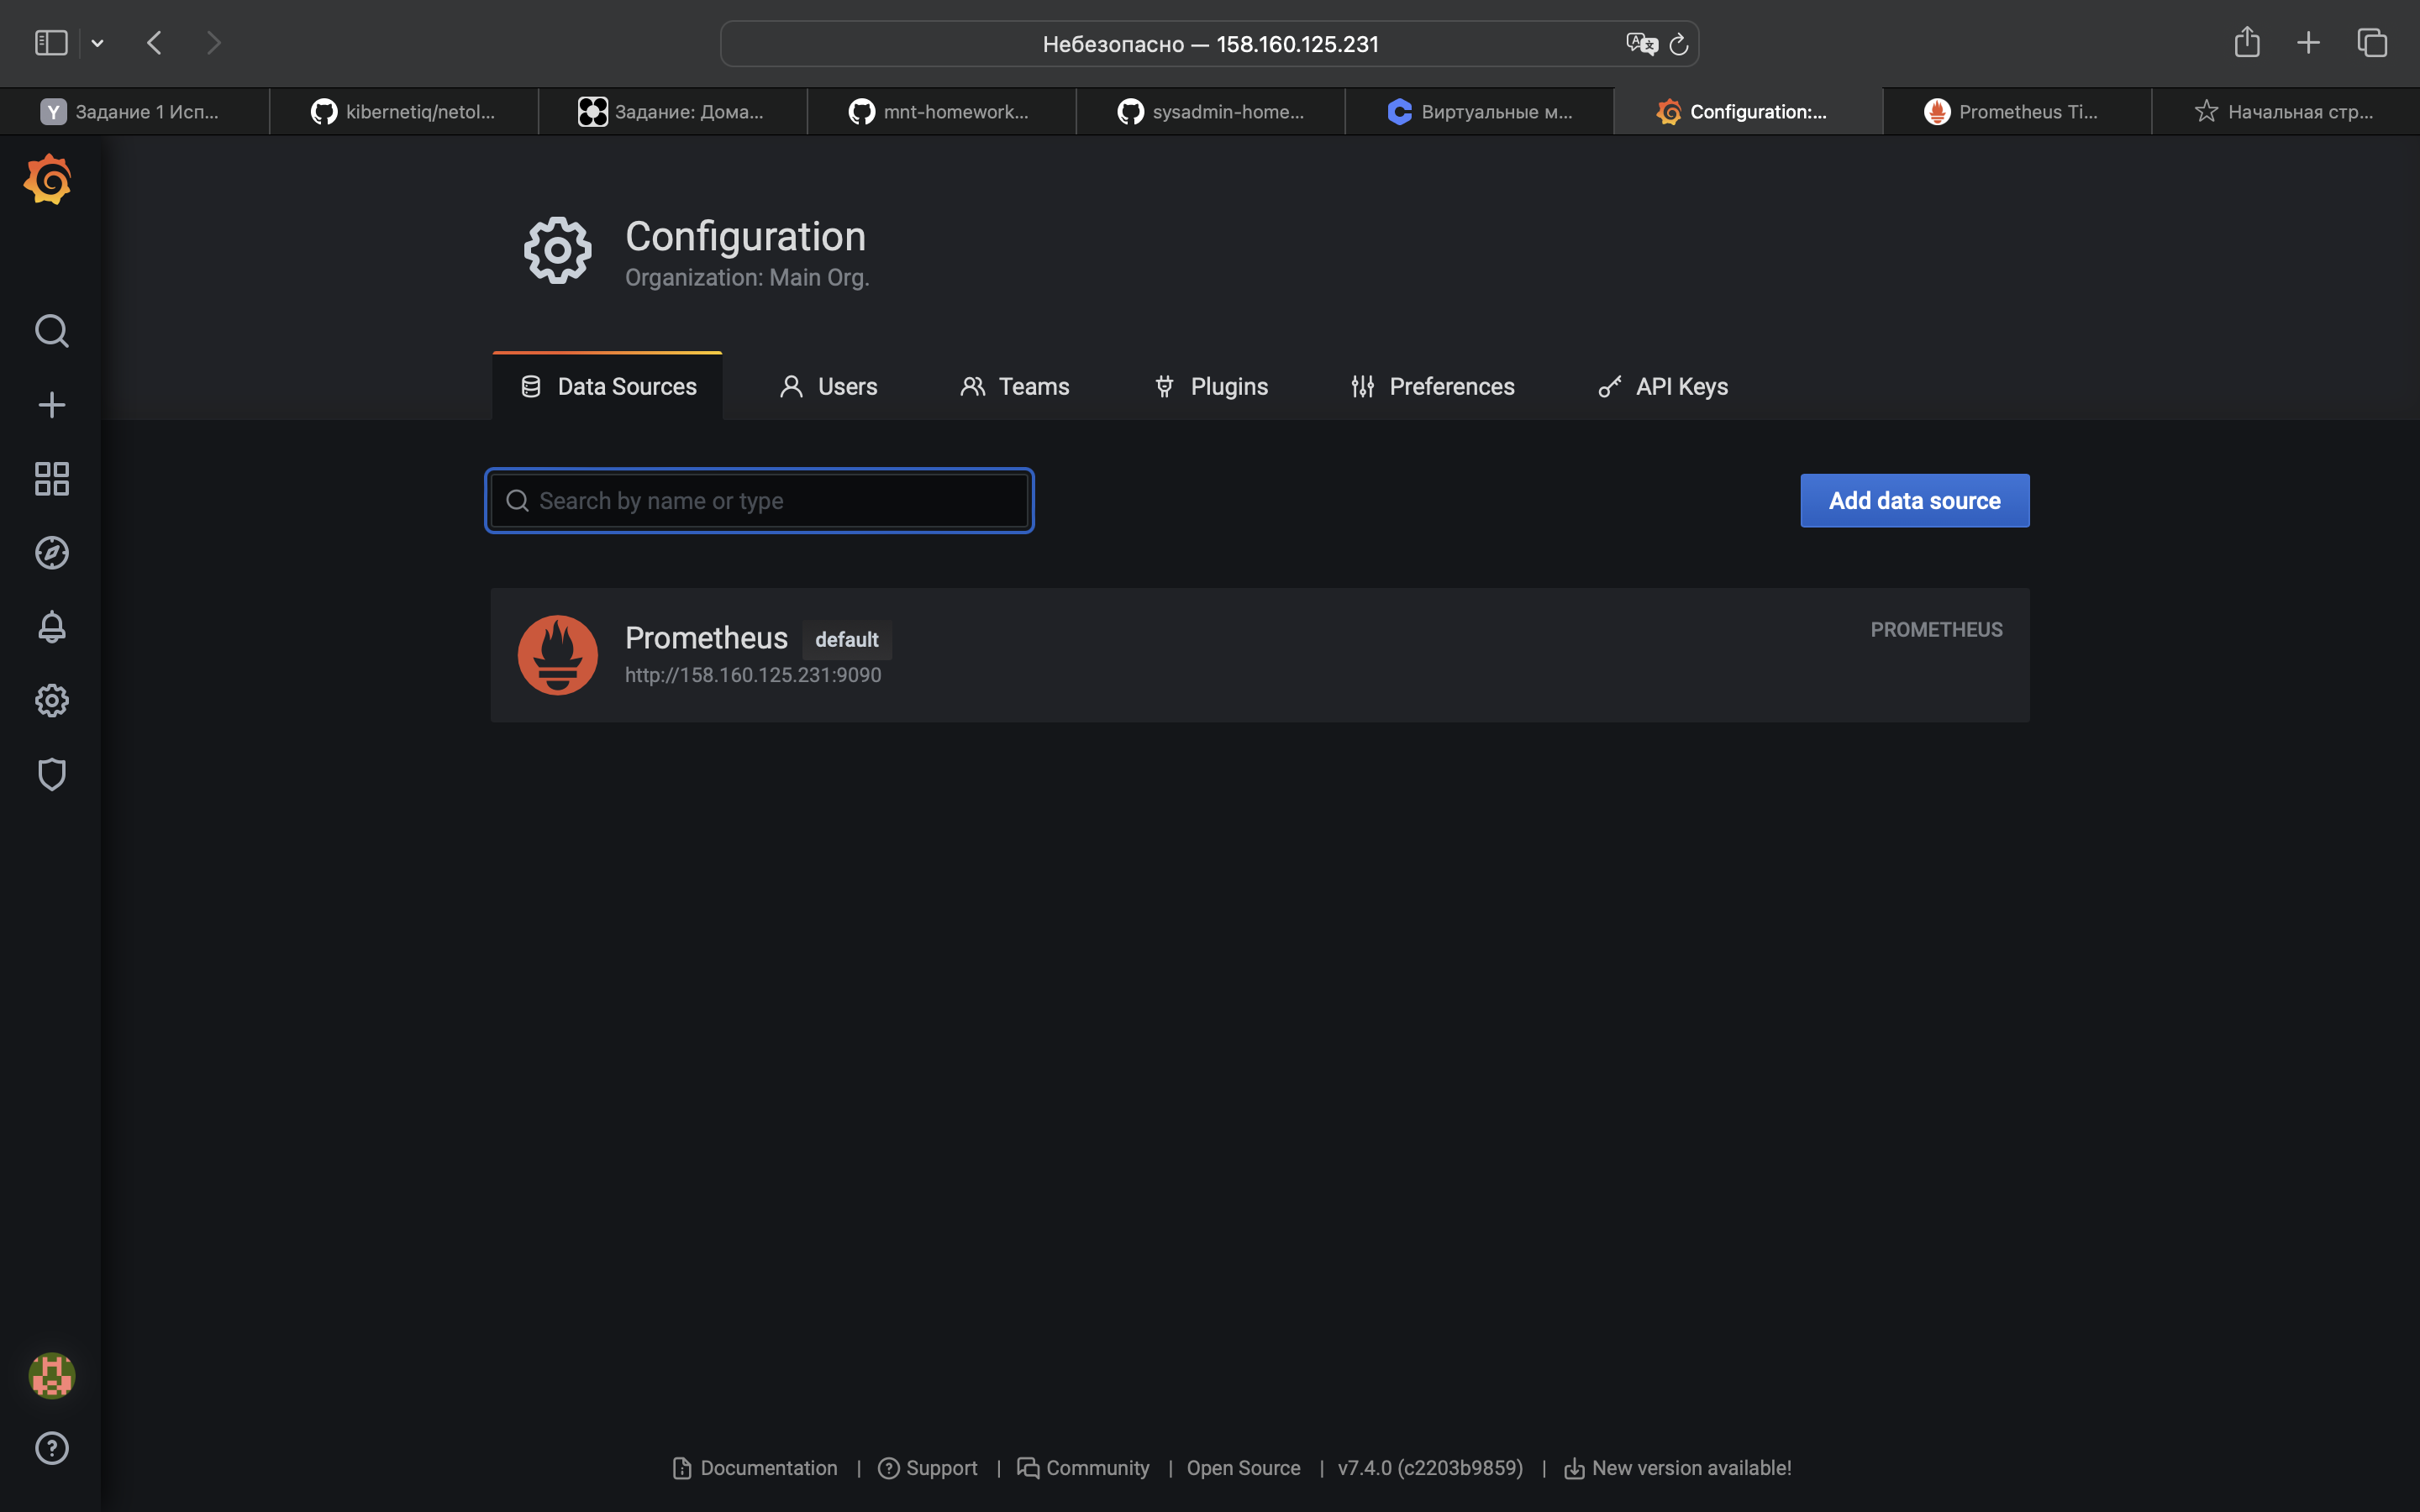 Небезопасно — 158.160.125.231
Y Задание 1 Исп...
kibernetiq/netol...
Задание: Дома...
mnt-homework...
sysadmin-home...
Виртуальные м...
Configuration:...
Prometheus Ti...
Начальная стр...
Configuration
Organization: Main Org.
Data Sources
Users
Teams
Plugins
Preferences
API Keys
Search by name or type
Add data source
Prometheus default
PROMETHEUS
http://158.160.125.231:9090
Documentation | Support | Community | Open Source | v7.4.0 (c2203b9859) | New version available!